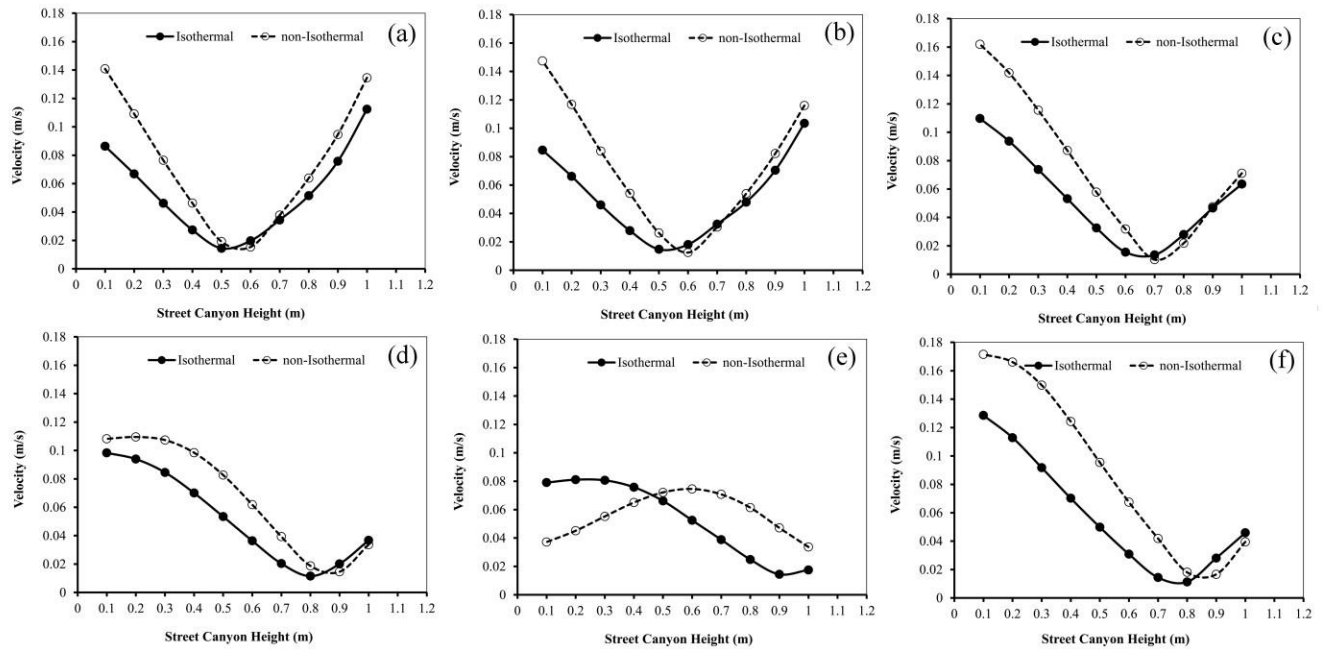 (a)
Isothermal non-Isothermal
Velocity (m/s)
0.18
0.16
0.14
0.12
0.1
0.08
0.06
0.04
0.02
0
0 0.1 0.2 0.3 0.4 0.5 0.6 0.7 0.8 0.9 1 1.1 1.2
Street Canyon Height (m)
(b)
Isothermal non-Isothermal
Velocity (m/s)
0.18
0.16
0.14
0.12
0.1
0.08
0.06
0.04
0.02
0
0 0.1 0.2 0.3 0.4 0.5 0.6 0.7 0.8 0.9 1 1.1 1.2
Street Canyon Height (m)
(c)
Isothermal non-Isothermal
Velocity (m/s)
0.18
0.16
0.14
0.12
0.1
0.08
0.06
0.04
0.02
0
0 0.1 0.2 0.3 0.4 0.5 0.6 0.7 0.8 0.9 1 1.1 1.2
Street Canyon Height (m)
(d)
Isothermal non-Isothermal
Velocity (m/s)
0.18
0.16
0.14
0.12
0.1
0.08
0.06
0.04
0.02
0
0 0.1 0.2 0.3 0.4 0.5 0.6 0.7 0.8 0.9 1 1.1 1.2
Street Canyon Height (m)
(e)
Isothermal non-Isothermal
Velocity (m/s)
0.18
0.16
0.14
0.12
0.1
0.08
0.06
0.04
0.02
0
0 0.1 0.2 0.3 0.4 0.5 0.6 0.7 0.8 0.9 1 1.1 1.2
Street Canyon Height (m)
(f)
Isothermal non-Isothermal
Velocity (m/s)
0.18
0.16
0.14
0.12
0.1
0.08
0.06
0.04
0.02
0
0 0.1 0.2 0.3 0.4 0.5 0.6 0.7 0.8 0.9 1 1.1 1.2
Street Canyon Height (m)